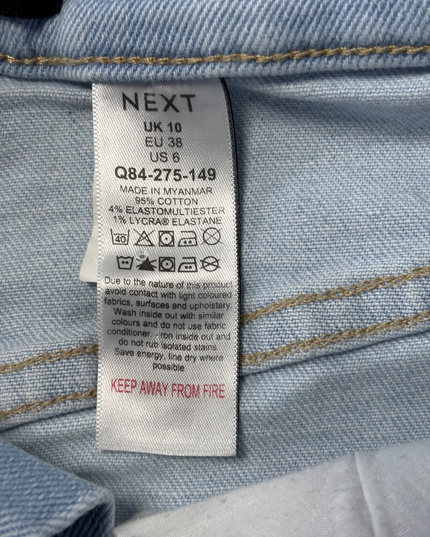 NEXT
UK 10
EU 38
US 6
Q84-275-149
MADE IN MYANMAR
95% COTTON
4% ELASTOMULTIESTER
1% LYCRA® ELASTANE
40
Due to the nature of this product
avoid contact with light coloured
fabrics, surfaces and upholstery.
Wash inside out with similar
colours and do not use fabric
conditioner. iron inside out and
do not rub isolated stains.
Save energy, line dry where
possible
KEEP AWAY FROM FIRE